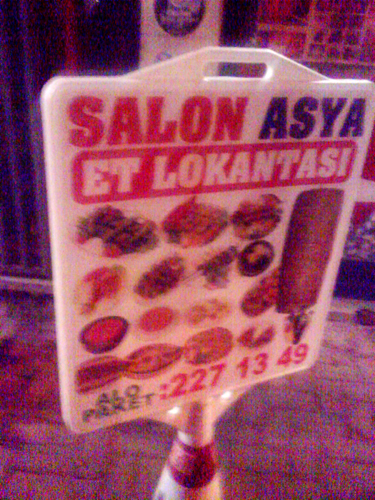 SALON ASYA
ET LOKANTASI
ALO PAKET :227 13 49